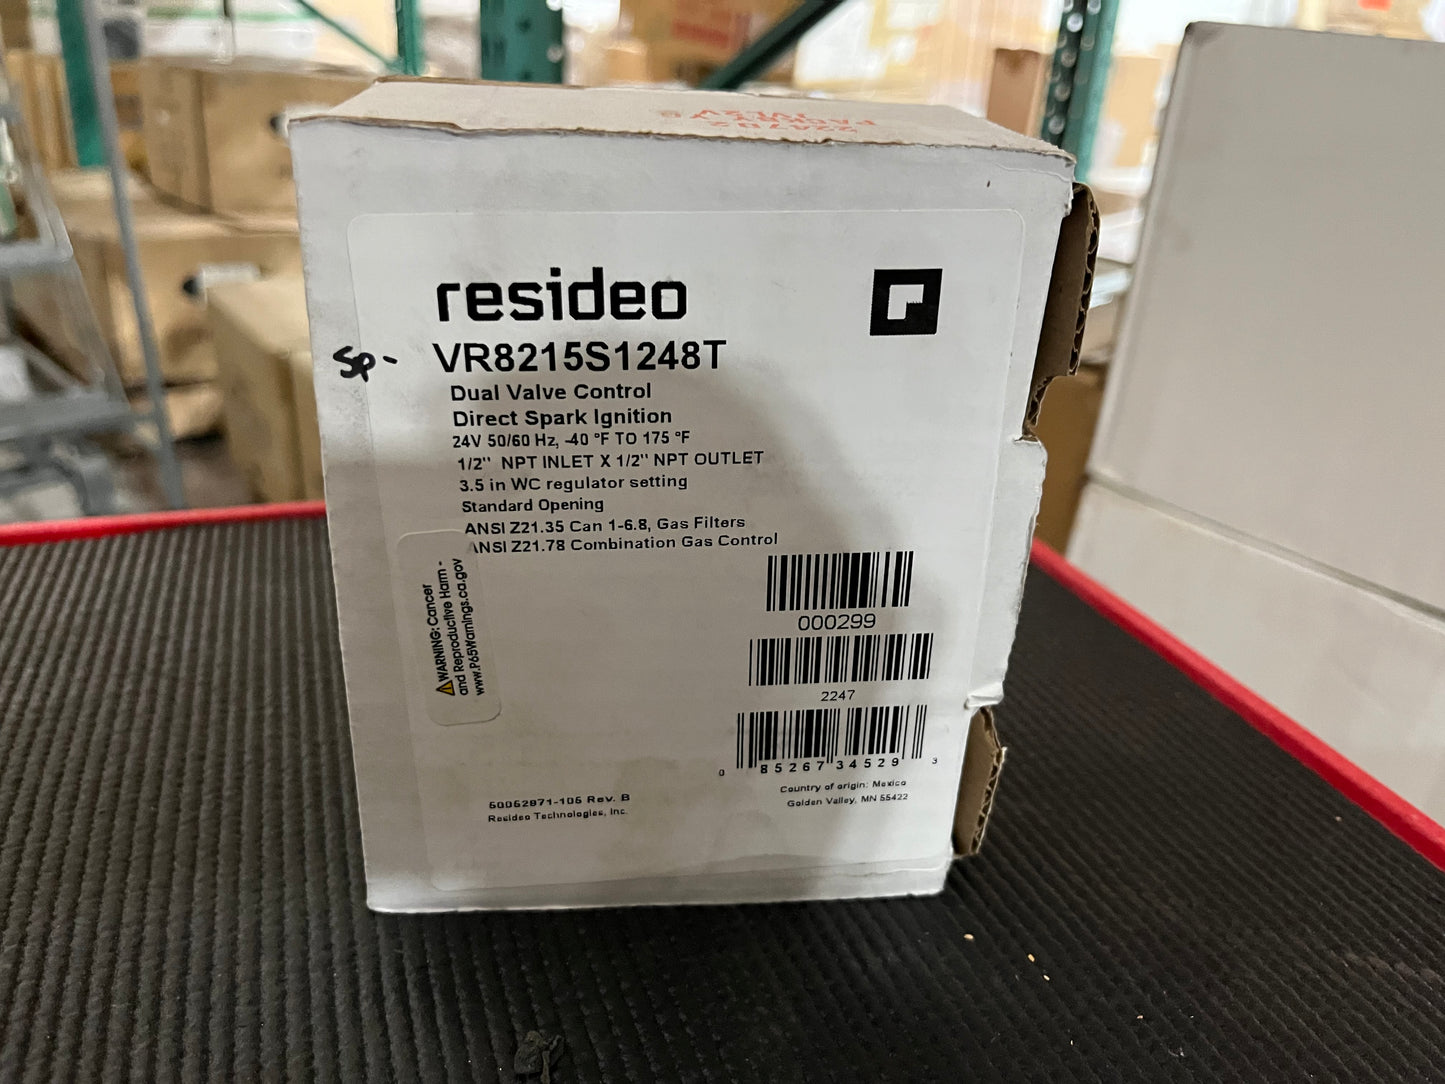 2247B2
resideo
sp- VR8215S1248T
Dual Valve Control
Direct Spark Ignition
24V 50/60 Hz, -40 °F TO 175 °F
1/2" NPT INLET X 1/2" NPT OUTLET
3.5 in WC regulator setting
Standard Opening
ANSI Z21.35 Can 1-6.8, Gas Filters
ANSI Z21.78 Combination Gas Control
⚠WARNING: Cancer
and Reproductive Harm -
www.P65Warnings.ca.gov
000299
2247
0 85267 34529 3
Country of origin: Mexico
Golden Valley, MN 55422
50052971-105 Rev. B
Resideo Technologies, Inc.